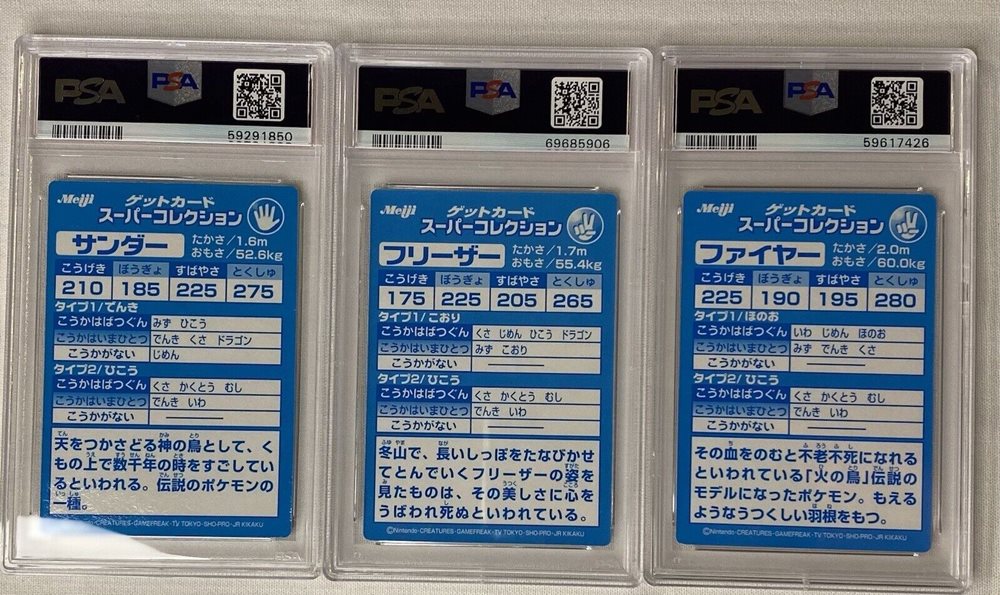 PSA
PSA
59291850
Meiji
ゲットカード
スーパーコレクション
サンダー
たかさ/1.6m
おもさ/52.6kg
こうげき ぼうぎょ すばやさ とくしゅ
210 185 225 275
タイプ1/でんき
こうかはばつぐん みず ひこう
こうかはいまひとつ でんき くさ ドラゴン
こうかがない じめん
タイプ2/ひこう
こうかはばつぐん くさ かくとう むし
こうかはいまひとつ でんき いわ
こうかがない
天をつかさどる神の鳥として、く
もの上で数千年の時をすごしてい
るといわれる。伝説のポケモンの
一種。
©Nintendo·CREATURES·GAMEFREAK·TV TOKYO·SHO-PRO·JR KIKAKU
PSA
PSA
69685906
Meiji
ゲットカード
スーパーコレクション
フリーザー
たかさ/1.7m
おもさ/55.4kg
こうげき ぼうぎょ すばやさ とくしゅ
175 225 205 265
タイプ1/こおり
こうかはばつぐん くさ じめん ひこう ドラゴン
こうかはいまひとつ みず こおり
こうかがない
タイプ2/ひこう
こうかはばつぐん くさ かくとう むし
こうかはいまひとつ でんき いわ
こうかがない
冬山で、長いしっぽをたなびかせ
てとんでいくフリーザーの姿を
見たものは、その美しさに心を
うばわれ死ぬといわれている。
©Nintendo·CREATURES·GAMEFREAK·TV TOKYO·SHO-PRO·JR KIKAKU
PSA
PSA
59617426
Meiji
ゲットカード
スーパーコレクション
ファイヤー
たかさ/2.0m
おもさ/60.0kg
こうげき ぼうぎょ すばやさ とくしゅ
225 190 195 280
タイプ1/ほのお
こうかはばつぐん いわ じめん ほのお
こうかはいまひとつ みず でんき くさ
こうかがない
タイプ2/ひこう
こうかはばつぐん くさ かくとう むし
こうかはいまひとつ でんき いわ
こうかがない
その血をのむと不老不死になれる
といわれている「火の鳥」伝説の
モデルになったポケモン。もえる
ようなうつくしい羽根をもつ。
©Nintendo·CREATURES·GAMEFREAK·TV TOKYO·SHO-PRO·JR KIKAKU